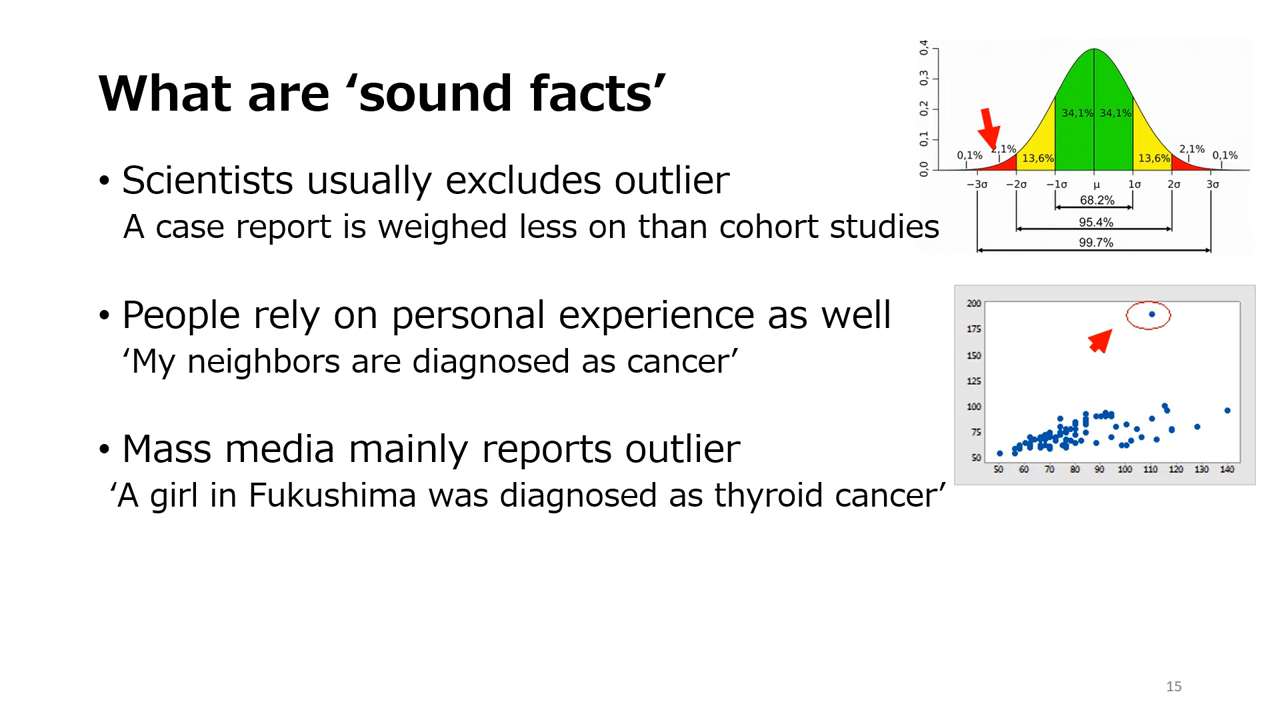 What are ‘sound facts’
• Scientists usually excludes outlier
A case report is weighed less on than cohort studies
• People rely on personal experience as well
‘My neighbors are diagnosed as cancer’
• Mass media mainly reports outlier
‘A girl in Fukushima was diagnosed as thyroid cancer’
0,4
0,3
0,2
0,1
0.0
34,1% 34,1%
0,1% 2,1% 13,6% 13,6% 2,1% 0,1%
−3σ −2σ −1σ µ 1σ 2σ 3σ
68.2%
95.4%
99.7%
200
175
150
125
100
75
50
50 60 70 80 90 100 110 120 130 140
15